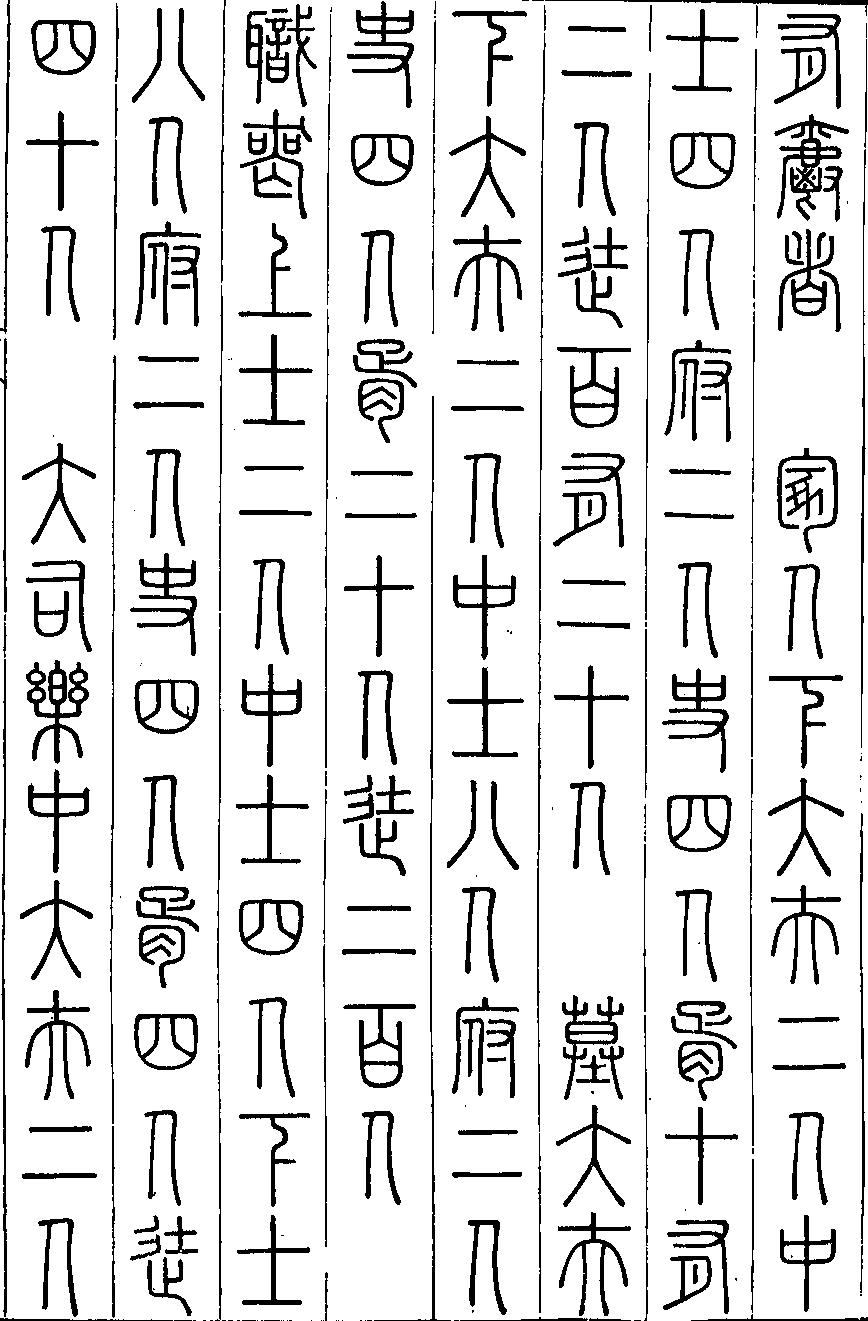 有爵者 冢人下大夫二人中
士四人府二人史四人胥十有
二人徒百有二十人 墓大夫
下大夫二人中士八人府二人
史四人胥二十人徒二百人
職喪上士二人中士四人下士
八人府二人史四人胥四人徒
四十人 大司樂中大夫二人